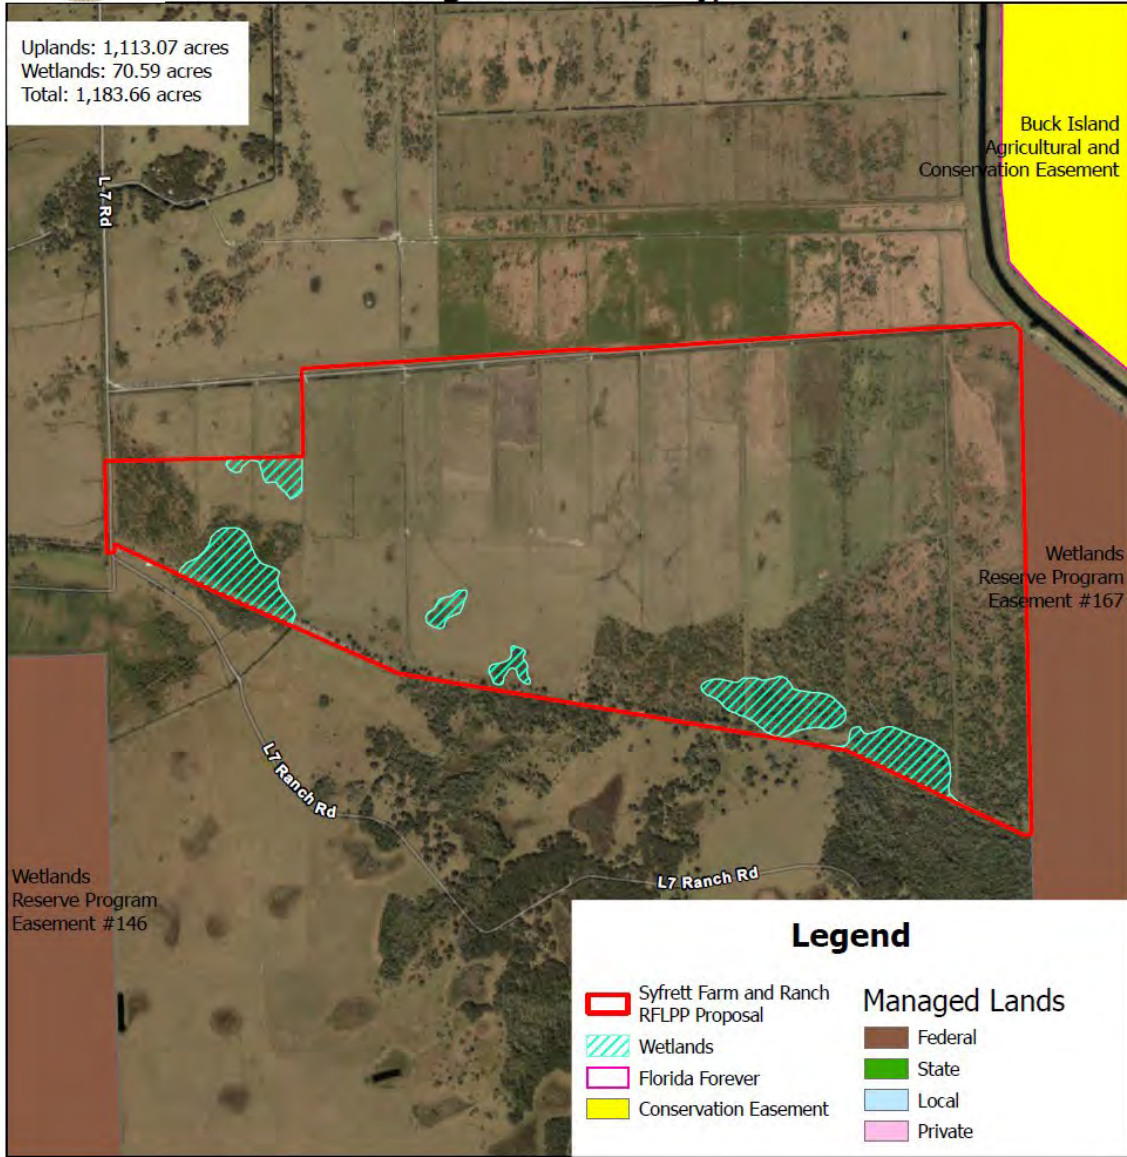 Uplands: 1,113.07 acres
Wetlands: 70.59 acres
Total: 1,183.66 acres
Buck Island
Agricultural and
Conservation Easement
L 7 Rd
Wetlands
Reserve Program
Easement #167
L7 Ranch Rd
L7 Ranch Rd
Wetlands
Reserve Program
Easement #146
Legend
Syfrett Farm and Ranch
RFLPP Proposal
Wetlands
Florida Forever
Conservation Easement
Managed Lands
Federal
State
Local
Private